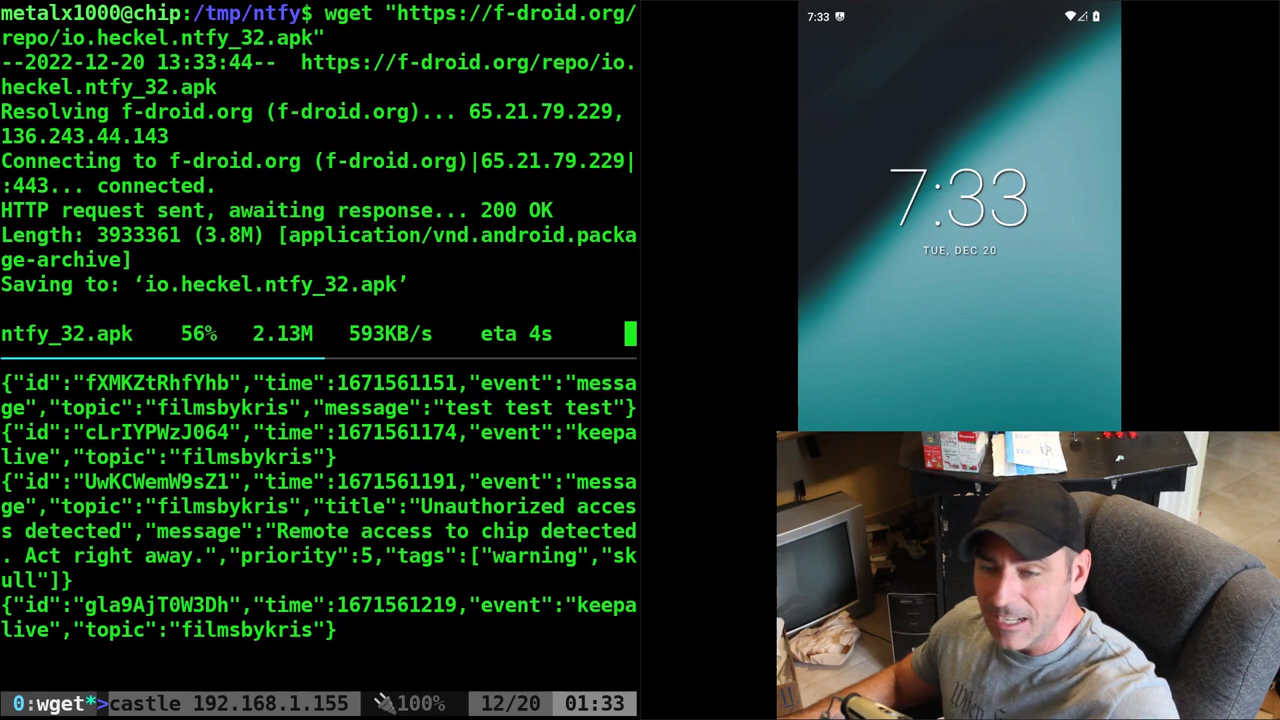 metalx1000@chip:/tmp/ntfy$ wget "https://f-droid.org/
repo/io.heckel.ntfy_32.apk"
--2022-12-20 13:33:44--  https://f-droid.org/repo/io.
heckel.ntfy_32.apk
Resolving f-droid.org (f-droid.org)... 65.21.79.229,
136.243.44.143
Connecting to f-droid.org (f-droid.org)|65.21.79.229|
:443... connected.
HTTP request sent, awaiting response... 200 OK
Length: 3933361 (3.8M) [application/vnd.android.packa
ge-archive]
Saving to: ‘io.heckel.ntfy_32.apk’
ntfy_32.apk    56%   2.13M   593KB/s    eta 4s
{"id":"fXMKZtRhfYhb","time":1671561151,"event":"messa
ge","topic":"filmsbykris","message":"test test test"}
{"id":"cLrIYPWzJ064","time":1671561174,"event":"keepa
live","topic":"filmsbykris"}
{"id":"UwKCWemW9sZ1","time":1671561191,"event":"messa
ge","topic":"filmsbykris","title":"Unauthorized acces
s detected","message":"Remote access to chip detected
. Act right away.","priority":5,"tags":["warning","sk
ull"]}
{"id":"gla9AjT0W3Dh","time":1671561219,"event":"keepa
live","topic":"filmsbykris"}
0:wget*>castle 192.168.1.155 100% 12/20 01:33
7:33
7:33
TUE, DEC 20